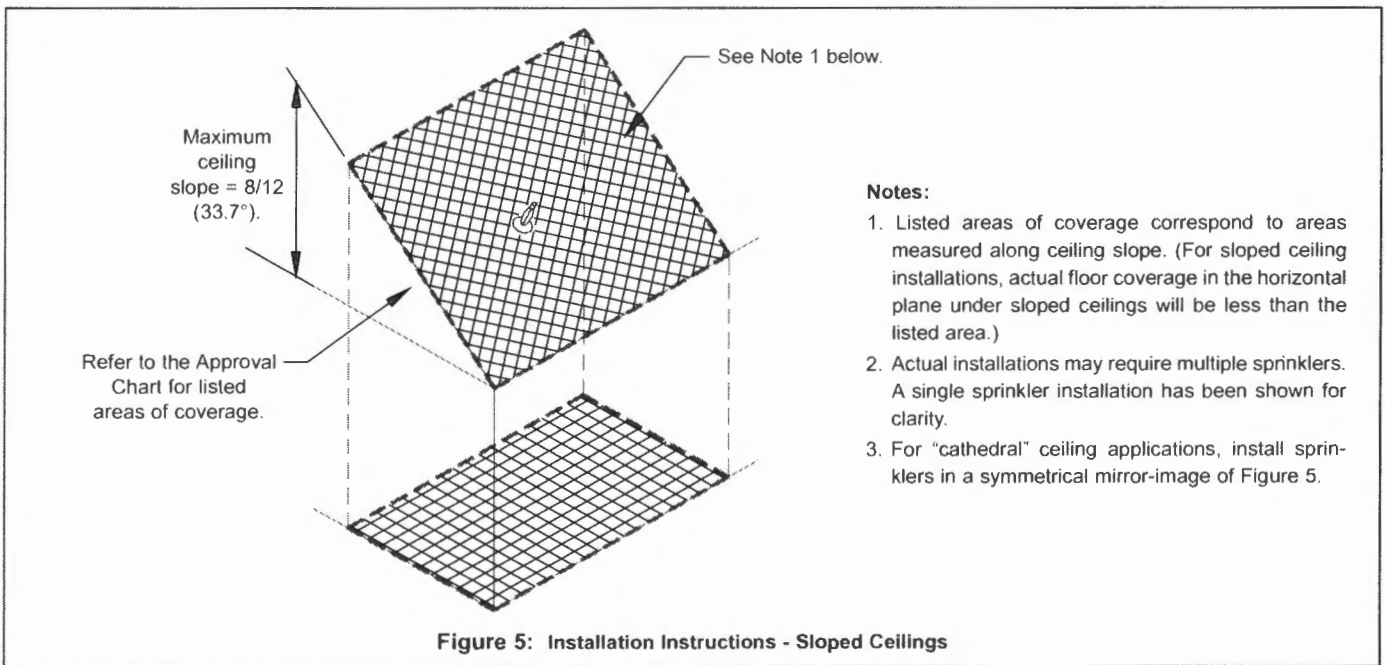 See Note 1 below.
Maximum
ceiling
slope = 8/12
(33.7°).
Refer to the Approval
Chart for listed
areas of coverage.
Notes:
1. Listed areas of coverage correspond to areas
measured along ceiling slope. (For sloped ceiling
installations, actual floor coverage in the horizontal
plane under sloped ceilings will be less than the
listed area.)
2. Actual installations may require multiple sprinklers.
A single sprinkler installation has been shown for
clarity.
3. For "cathedral" ceiling applications, install sprin-
klers in a symmetrical mirror-image of Figure 5.
Figure 5: Installation Instructions - Sloped Ceilings